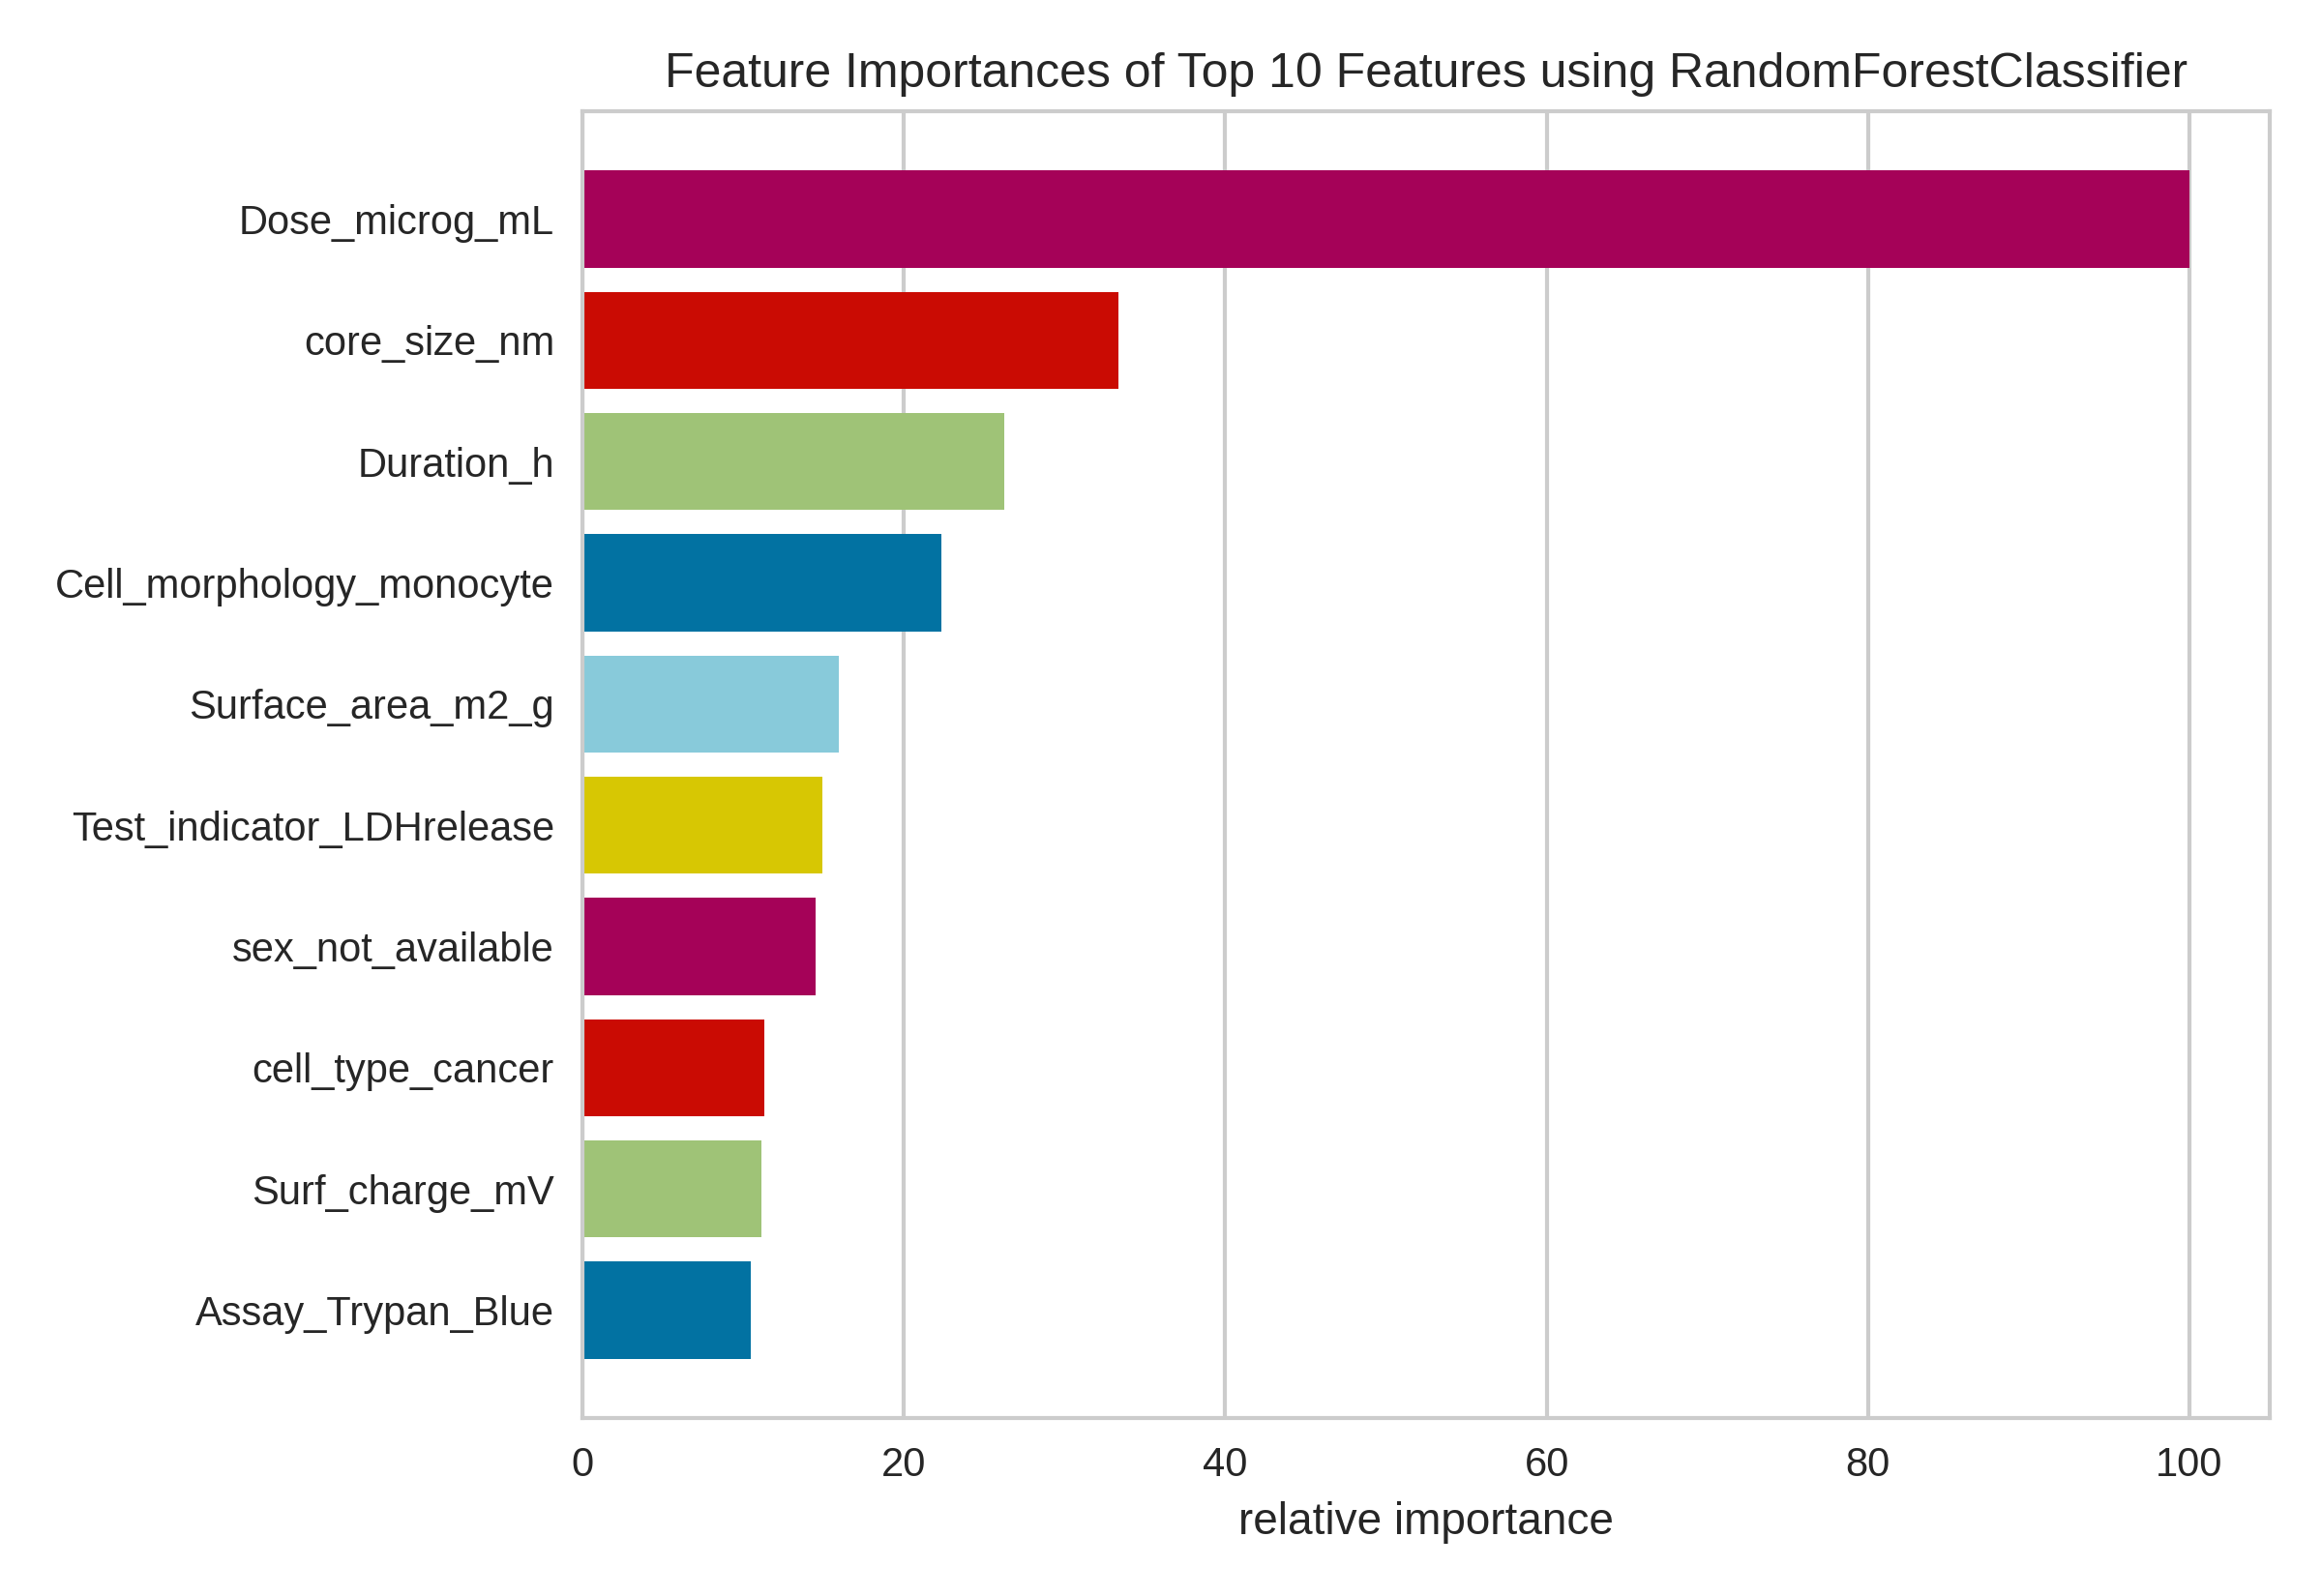 Feature Importances of Top 10 Features using RandomForestClassifier
Dose_microg_mL
core_size_nm
Duration_h
Cell_morphology_monocyte
Surface_area_m2_g
Test_indicator_LDHrelease
sex_not_available
cell_type_cancer
Surf_charge_mV
Assay_Trypan_Blue
0 20 40 60 80 100
relative importance